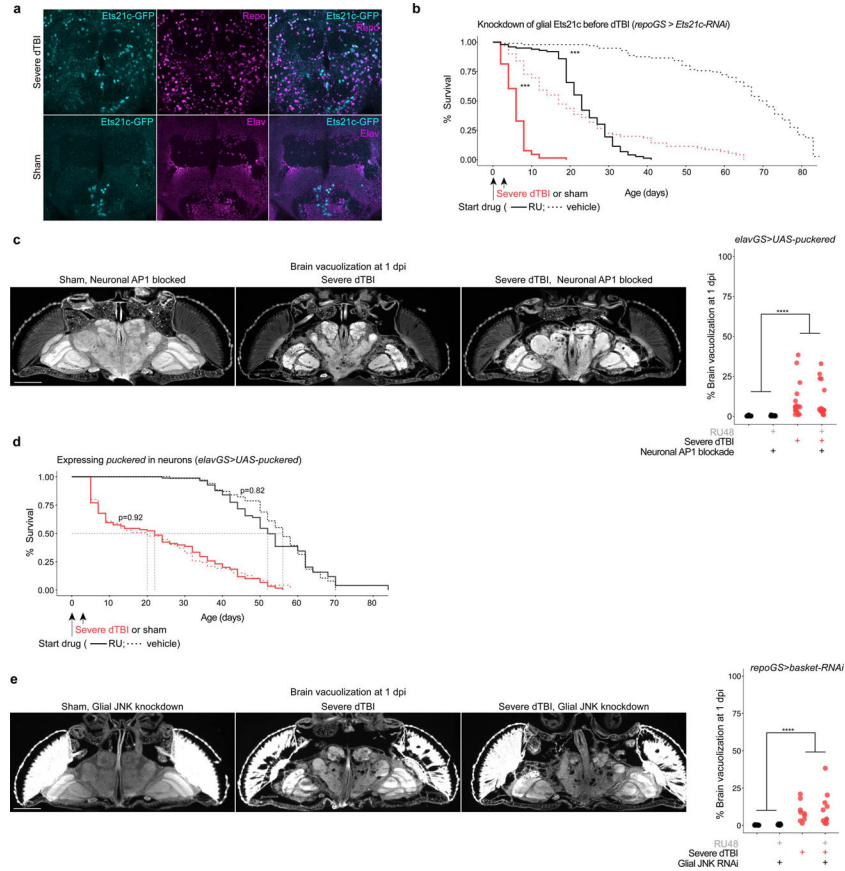 a
Ets21c-GFP
Repo
Ets21c-GFP
Repo
Severe dTBI
Ets21c-GFP
Elav
Ets21c-GFP
Elav
Sham
b
Knockdown of glial Ets21c before dTBI (repoGS > Ets21c-RNAi)
% Survival
1.00
0.75
0.50
0.25
0.00
***
***
0 10 20 30 40 50 60 70 80
Severe dTBI or sham
Age (days)
Start drug ( — RU; ····· vehicle)
c
Brain vacuolization at 1 dpi
Sham, Neuronal AP1 blocked
Severe dTBI
Severe dTBI, Neuronal AP1 blocked
elavGS>UAS-puckered
% Brain vacuolization at 1 dpi
100
75
50
25
0
****
RU48 + +
Severe dTBI + +
Neuronal AP1 blockade + +
d
Expressing puckered in neurons (elavGS>UAS-puckered)
% Survival
1.00
0.75
0.50
0.25
0.00
p=0.82
p=0.92
0 10 20 30 40 50 60 70 80
Age (days)
Severe dTBI or sham
Start drug ( — RU; ····· vehicle)
e
Brain vacuolization at 1 dpi
Sham, Glial JNK knockdown
Severe dTBI
Severe dTBI, Glial JNK knockdown
repoGS>basket-RNAi
% Brain vacuolization at 1 dpi
100
75
50
25
0
****
RU48 + +
Severe dTBI + +
Glial JNK RNAi + +